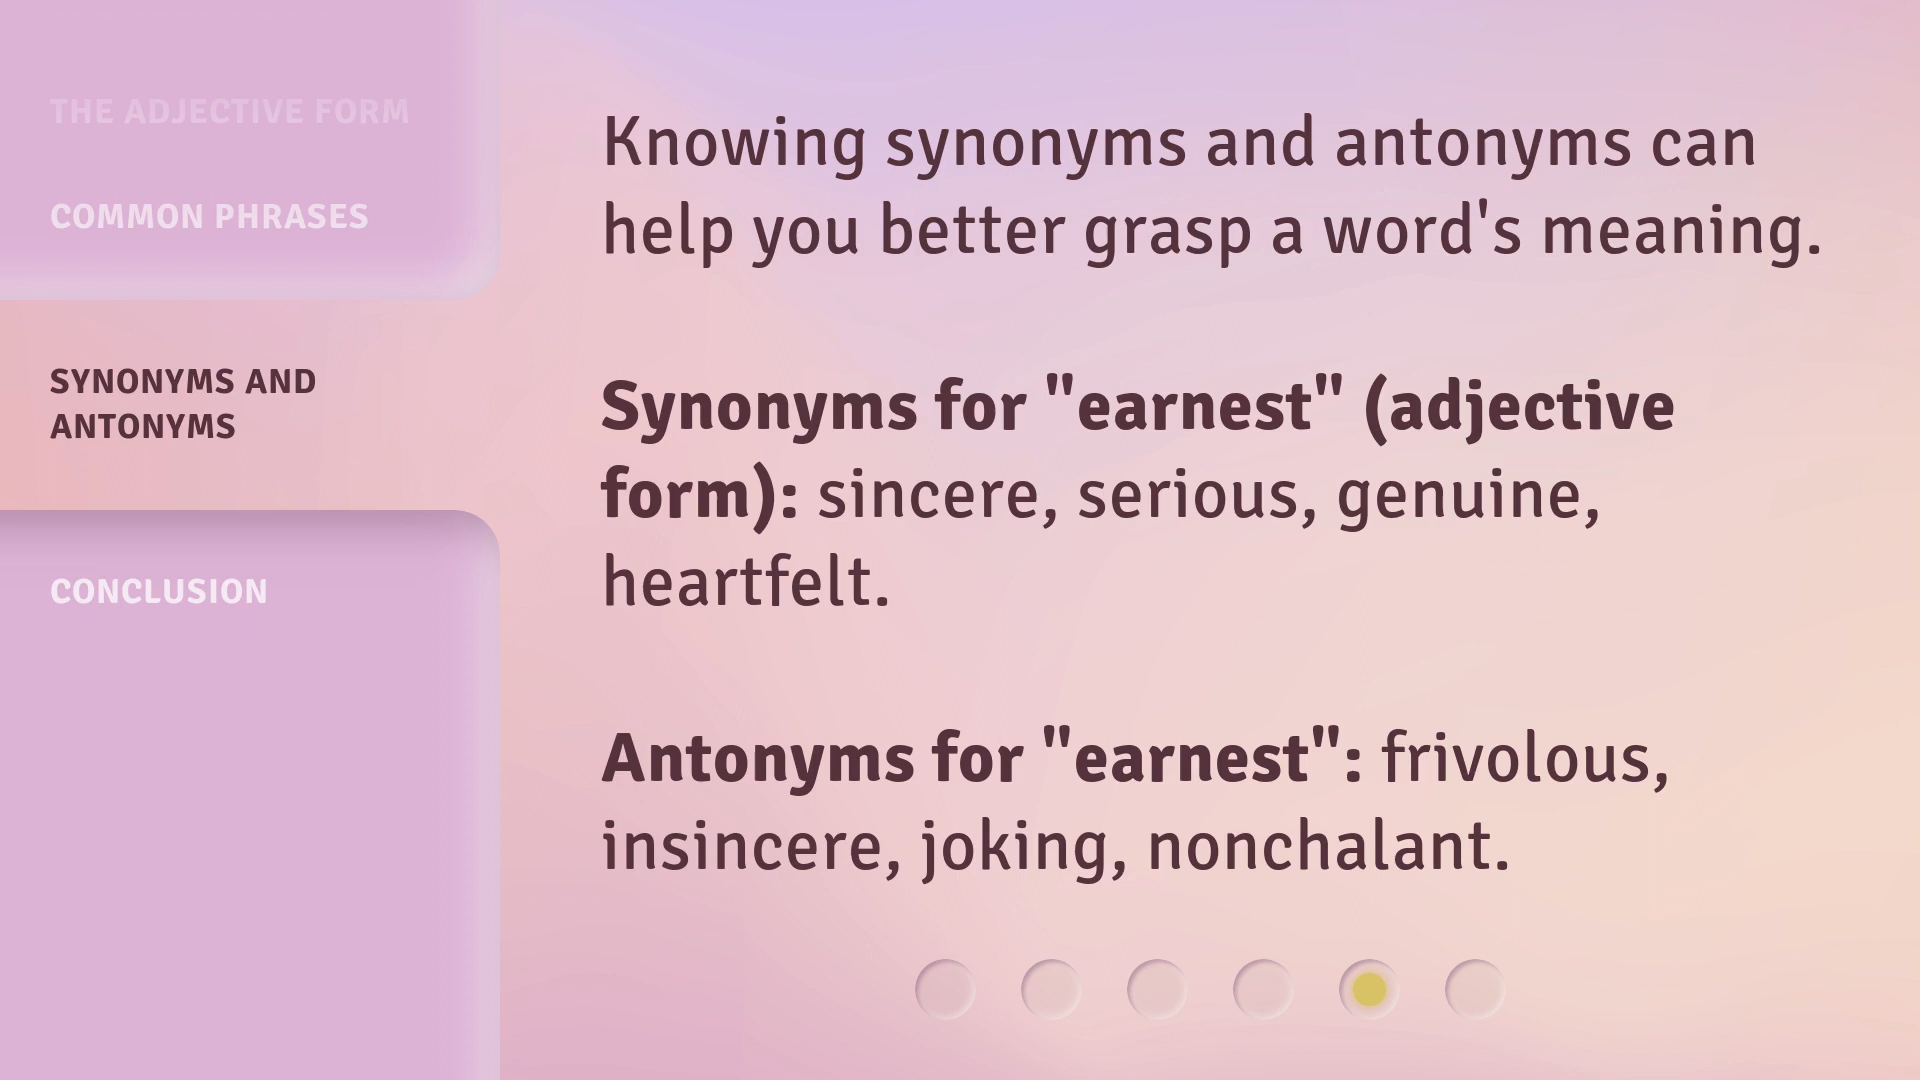 THE ADJECTIVE FORM
COMMON PHRASES
SYNONYMS AND
ANTONYMS
CONCLUSION
Knowing synonyms and antonyms can
help you better grasp a word's meaning.
Synonyms for "earnest" (adjective
form): sincere, serious, genuine,
heartfelt.
Antonyms for "earnest": frivolous,
insincere, joking, nonchalant.